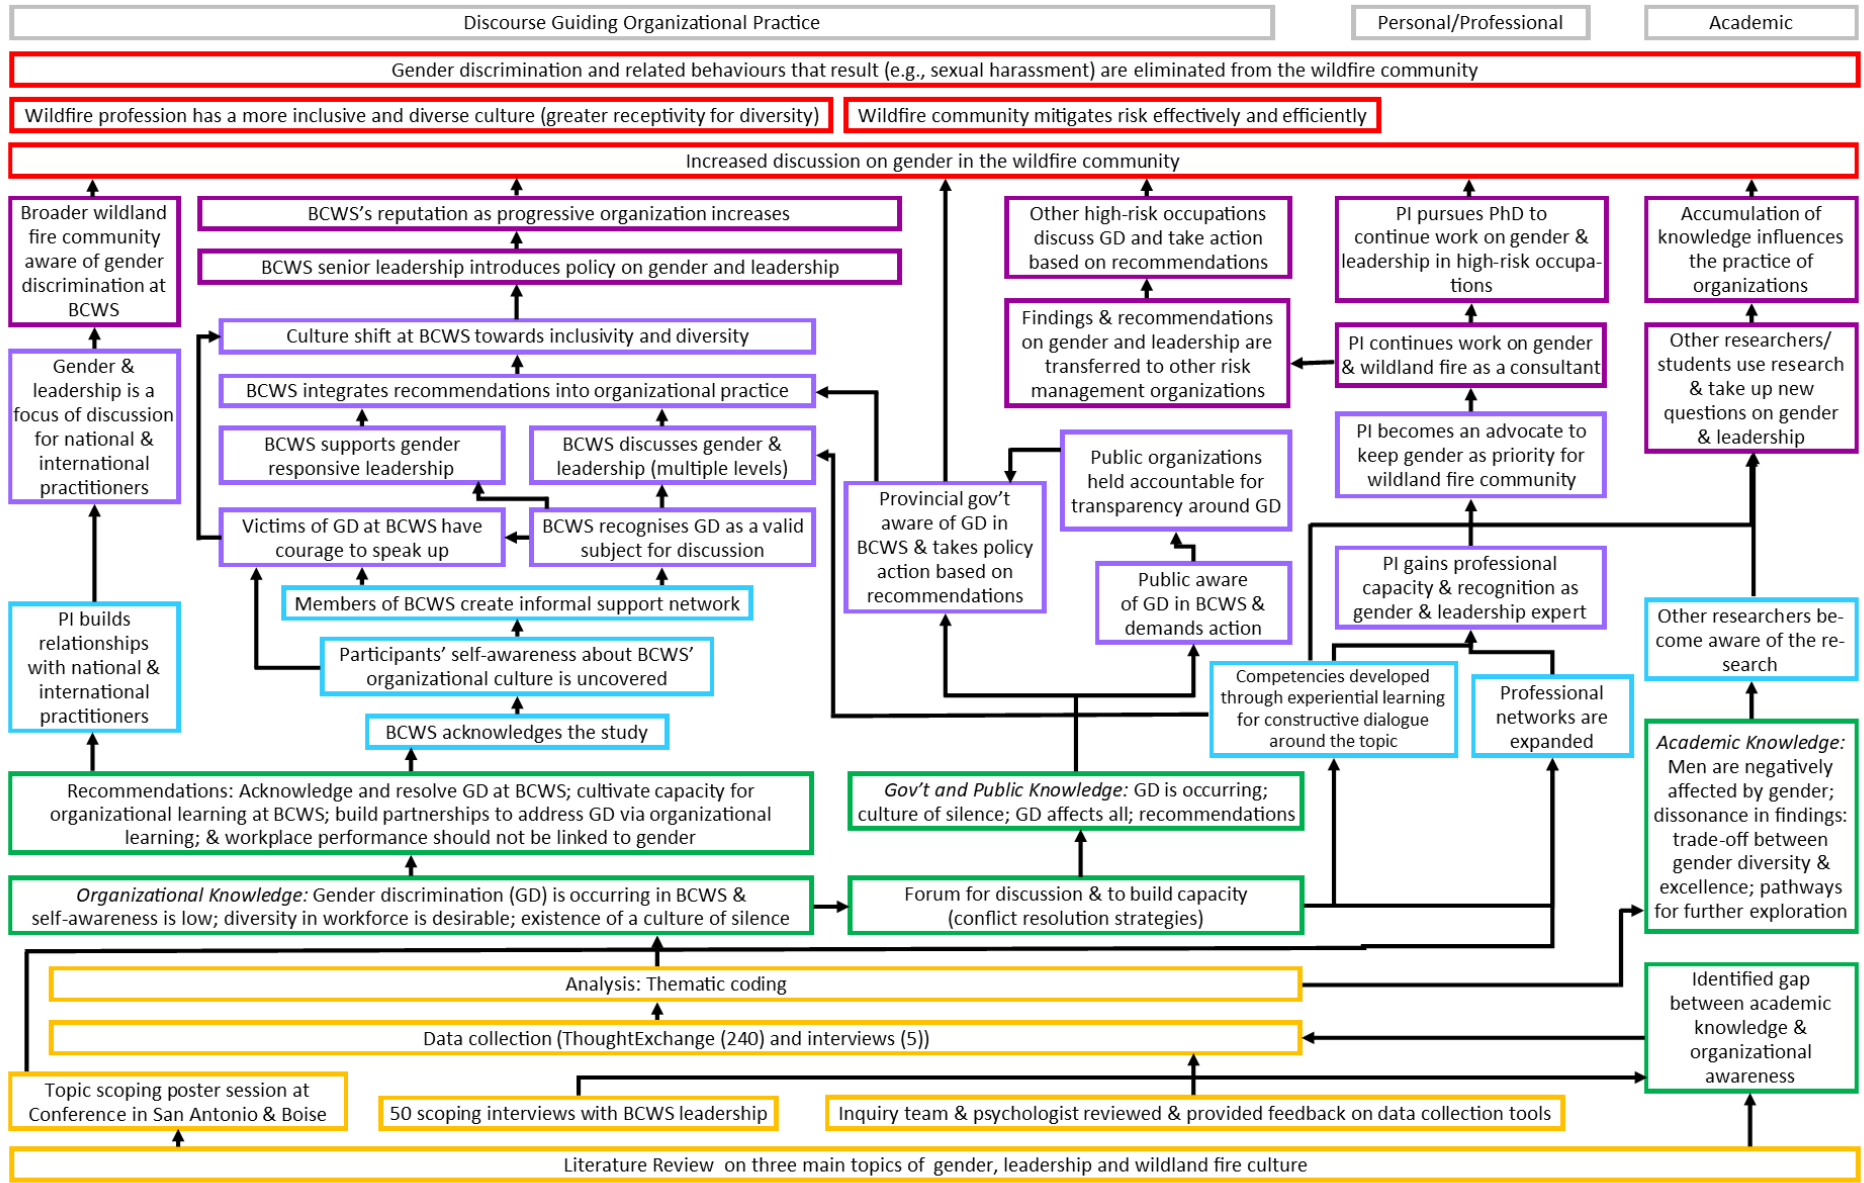 Discourse Guiding Organizational Practice
Personal/Professional
Academic
Gender discrimination and related behaviours that result (e.g., sexual harassment) are eliminated from the wildfire community
Wildfire profession has a more inclusive and diverse culture (greater receptivity for diversity)
Wildfire community mitigates risk effectively and efficiently
Increased discussion on gender in the wildfire community
Broader wildland
fire community
aware of gender
discrimination at
BCWS
BCWS's reputation as progressive organization increases
BCWS senior leadership introduces policy on gender and leadership
Other high-risk occupations
discuss GD and take action
based on recommendations
PI pursues PhD to
continue work on gender &
leadership in high-risk occupa-
tions
Accumulation of
knowledge influences
the practice of
organizations
Gender &
leadership is a
focus of discussion
for national &
international
practitioners
Culture shift at BCWS towards inclusivity and diversity
BCWS integrates recommendations into organizational practice
BCWS supports gender
responsive leadership
BCWS discusses gender &
leadership (multiple levels)
Findings & recommendations
on gender and leadership are
transferred to other risk
management organizations
PI continues work on gender
& wildland fire as a consultant
Other researchers/
students use research
& take up new
questions on gender
& leadership
PI becomes an advocate to
keep gender as priority for
wildland fire community
Public organizations
held accountable for
transparency around GD
Provincial gov't
aware of GD in
BCWS & takes policy
action based on
recommendations
Victims of GD at BCWS have
courage to speak up
BCWS recognises GD as a valid
subject for discussion
Public aware
of GD in BCWS &
demands action
PI gains professional
capacity & recognition as
gender & leadership expert
PI builds
relationships
with national &
international
practitioners
Members of BCWS create informal support network
Participants' self-awareness about BCWS'
organizational culture is uncovered
BCWS acknowledges the study
Competencies developed
through experiential learning
for constructive dialogue
around the topic
Professional
networks are
expanded
Other researchers be-
come aware of the re-
search
Recommendations: Acknowledge and resolve GD at BCWS; cultivate capacity for
organizational learning at BCWS; build partnerships to address GD via organizational
learning; & workplace performance should not be linked to gender
Gov't and Public Knowledge: GD is occurring;
culture of silence; GD affects all; recommendations
Academic Knowledge:
Men are negatively
affected by gender;
dissonance in findings:
trade-off between
gender diversity &
excellence; pathways
for further exploration
Organizational Knowledge: Gender discrimination (GD) is occurring in BCWS &
self-awareness is low; diversity in workforce is desirable; existence of a culture of silence
Forum for discussion & to build capacity
(conflict resolution strategies)
Analysis: Thematic coding
Data collection (ThoughtExchange (240) and interviews (5))
Identified gap
between academic
knowledge &
organizational
awareness
Topic scoping poster session at
Conference in San Antonio & Boise
50 scoping interviews with BCWS leadership
Inquiry team & psychologist reviewed & provided feedback on data collection tools
Literature Review on three main topics of gender, leadership and wildland fire culture